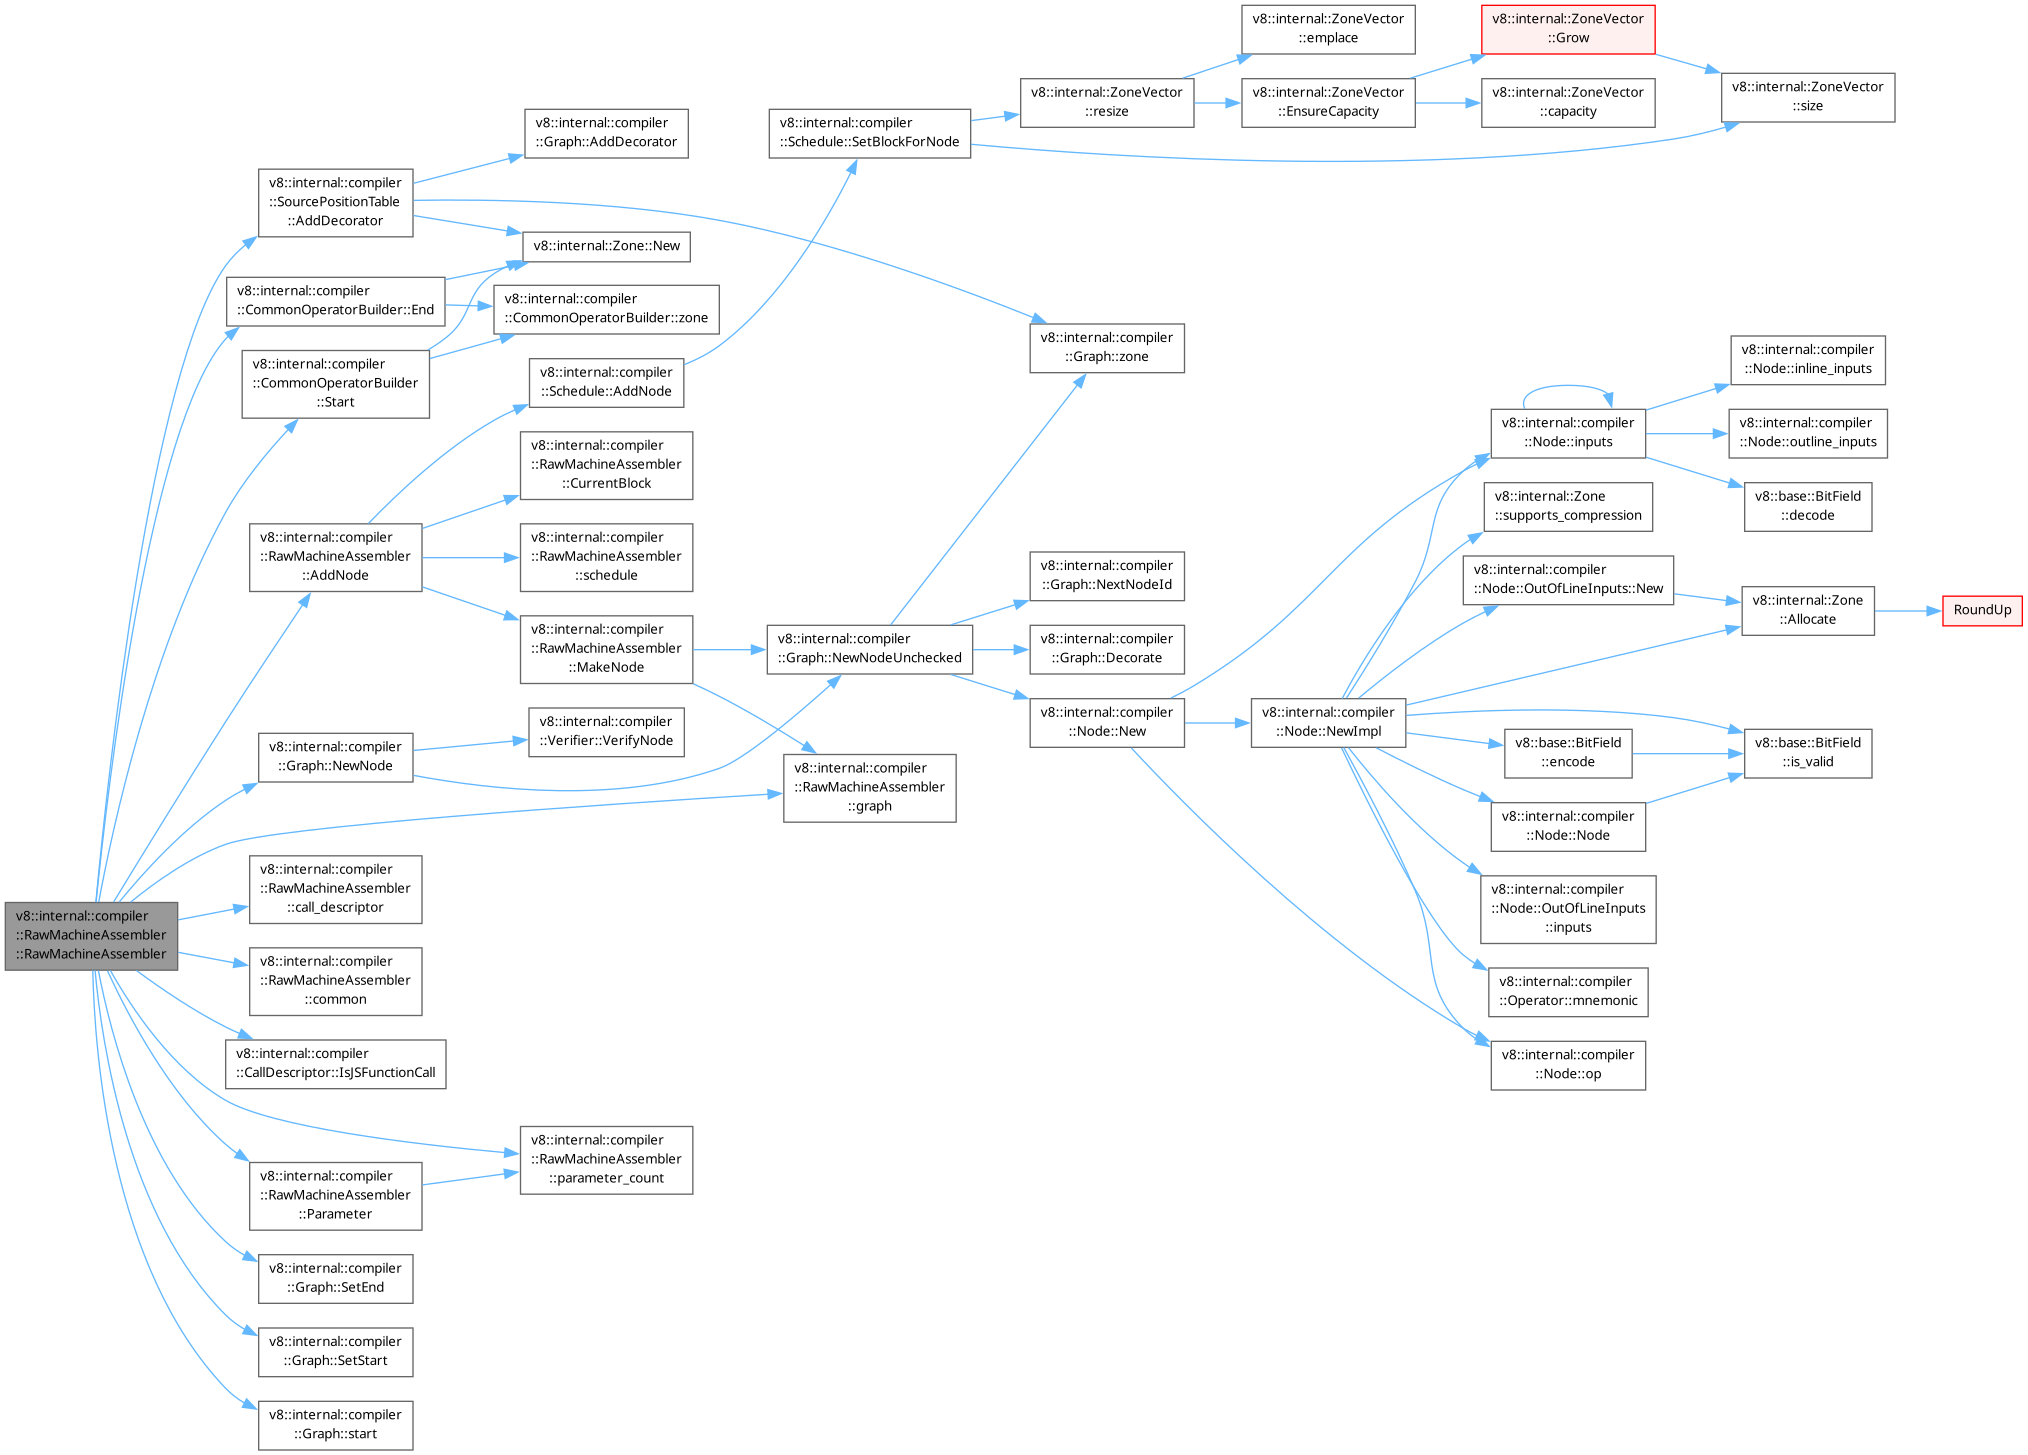 v8::internal::compiler
::RawMachineAssembler
::RawMachineAssembler
v8::internal::compiler
::SourcePositionTable
::AddDecorator
v8::internal::compiler
::CommonOperatorBuilder::End
v8::internal::compiler
::CommonOperatorBuilder
::Start
v8::internal::compiler
::RawMachineAssembler
::AddNode
v8::internal::compiler
::Graph::NewNode
v8::internal::compiler
::RawMachineAssembler
::call_descriptor
v8::internal::compiler
::RawMachineAssembler
::common
v8::internal::compiler
::CallDescriptor::IsJSFunctionCall
v8::internal::compiler
::RawMachineAssembler
::Parameter
v8::internal::compiler
::Graph::SetEnd
v8::internal::compiler
::Graph::SetStart
v8::internal::compiler
::Graph::start
v8::internal::compiler
::Graph::AddDecorator
v8::internal::Zone::New
v8::internal::compiler
::CommonOperatorBuilder::zone
v8::internal::compiler
::Schedule::AddNode
v8::internal::compiler
::RawMachineAssembler
::CurrentBlock
v8::internal::compiler
::RawMachineAssembler
::schedule
v8::internal::compiler
::RawMachineAssembler
::MakeNode
v8::internal::compiler
::Verifier::VerifyNode
v8::internal::compiler
::RawMachineAssembler
::parameter_count
v8::internal::compiler
::Schedule::SetBlockForNode
v8::internal::compiler
::Graph::NewNodeUnchecked
v8::internal::compiler
::RawMachineAssembler
::graph
v8::internal::ZoneVector
::resize
v8::internal::compiler
::Graph::zone
v8::internal::compiler
::Graph::NextNodeId
v8::internal::compiler
::Graph::Decorate
v8::internal::compiler
::Node::New
v8::internal::ZoneVector
::emplace
v8::internal::ZoneVector
::EnsureCapacity
v8::internal::compiler
::Node::NewImpl
v8::internal::ZoneVector
::Grow
v8::internal::ZoneVector
::capacity
v8::internal::compiler
::Node::inputs
v8::internal::Zone
::supports_compression
v8::internal::compiler
::Node::OutOfLineInputs::New
v8::base::BitField
::encode
v8::internal::compiler
::Node::Node
v8::internal::compiler
::Node::OutOfLineInputs
::inputs
v8::internal::compiler
::Operator::mnemonic
v8::internal::compiler
::Node::op
v8::internal::ZoneVector
::size
v8::internal::compiler
::Node::inline_inputs
v8::internal::compiler
::Node::outline_inputs
v8::base::BitField
::decode
v8::internal::Zone
::Allocate
v8::base::BitField
::is_valid
RoundUp